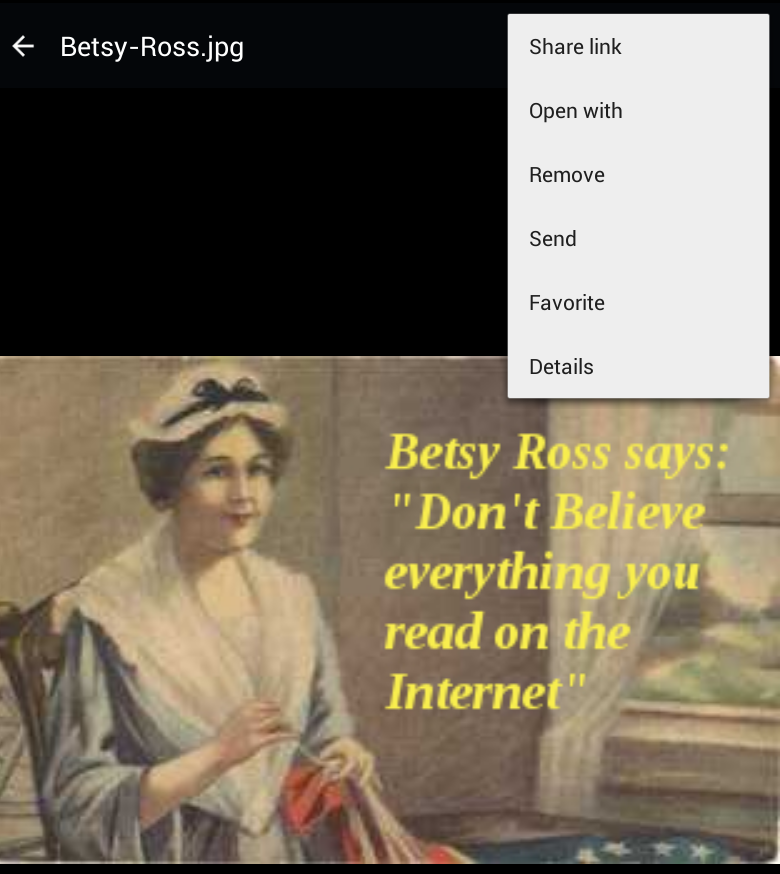 Betsy-Ross.jpg
Share link
Open with
Remove
Send
Favorite
Details
Betsy Ross says:
"Don't Believe
everything you
read on the
Internet"